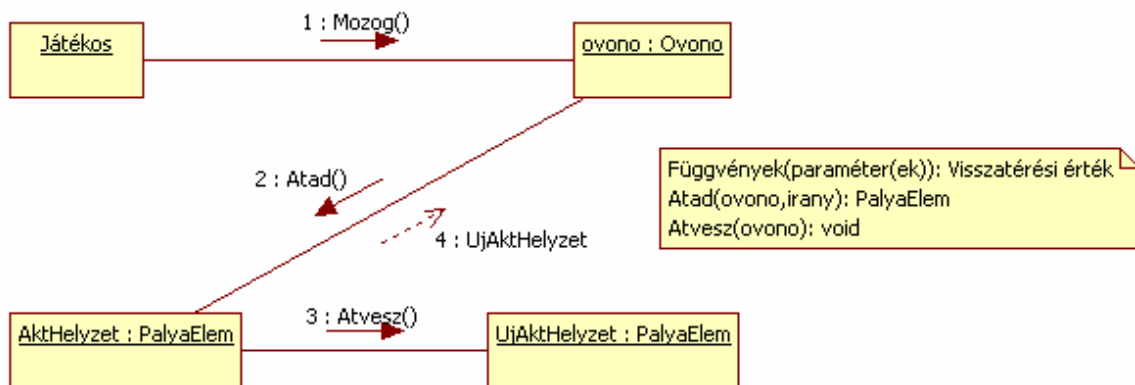 1 : Mozog()
Játékos
ovono : Ovono
2 : Atad()
Függvények(paraméter(ek)): Visszatérési érték
Atad(ovono,irany): PalyaElem
Atvesz(ovono): void
4 : UjAktHelyzet
3 : Atvesz()
AktHelyzet : PalyaElem
UjAktHelyzet : PalyaElem